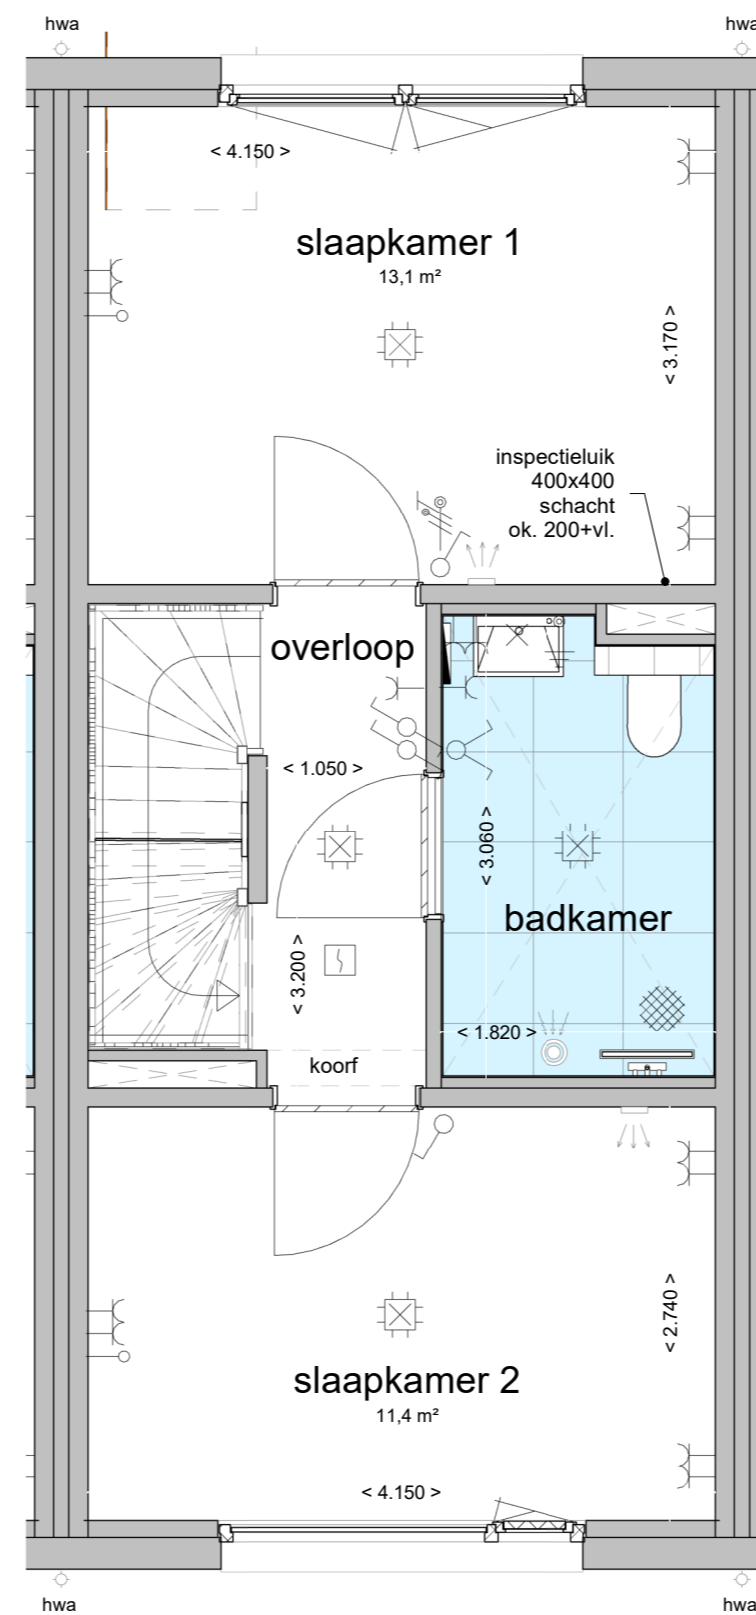 hwa
hwa
< 4.150 >
slaapkamer 1
13,1 m²
< 3.170 >
inspectieluik
400x400
schacht
ok. 200+vl.
overloop
< 1.050 >
< 3.060 >
badkamer
< 3.200 >
< 1.820 >
koorf
< 2.740 >
slaapkamer 2
11,4 m²
< 4.150 >
hwa
hwa